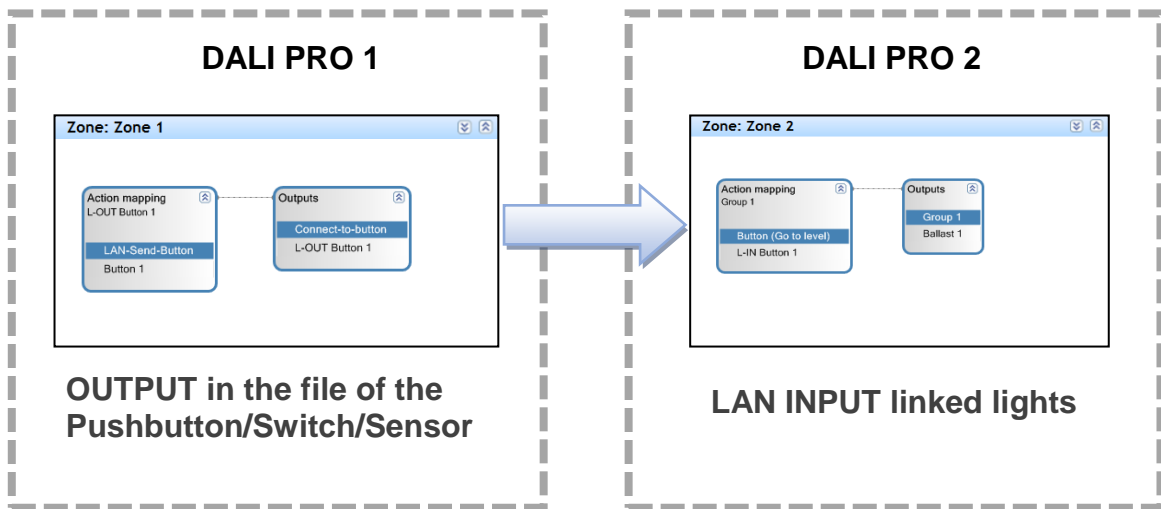 DALI PRO 1
Zone: Zone 1
Action mapping
L-OUT Button 1
LAN-Send-Button
Button 1
Outputs
Connect-to-button
L-OUT Button 1
OUTPUT in the file of the
Pushbutton/Switch/Sensor
DALI PRO 2
Zone: Zone 2
Action mapping
Group 1
Button (Go to level)
L-IN Button 1
Outputs
Group 1
Ballast 1
LAN INPUT linked lights